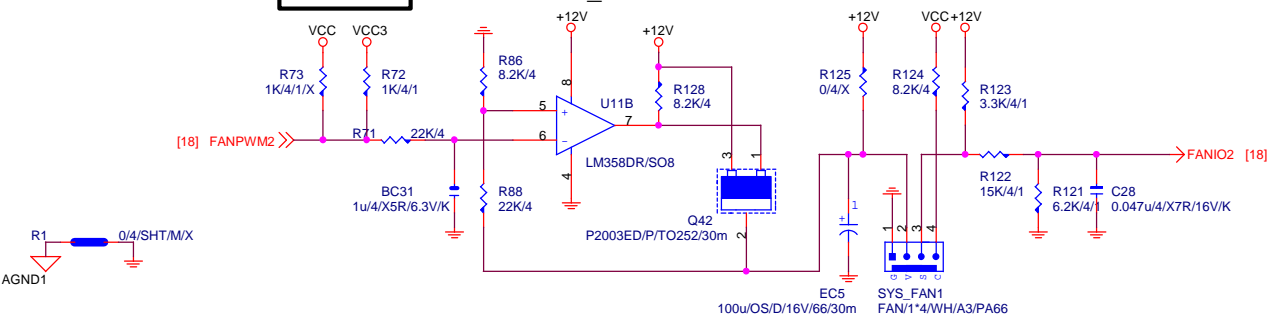 +12V
VCC VCC3
+12V
+12V
VCC +12V
R73
1K/4/1/X
R72
1K/4/1
R86
8.2K/4
8
U11B
5
+
6
-
7
4
LM358DR/SO8
R128
8.2K/4
R125
0/4/X
R124
8.2K/4
R123
3.3K/4/1
[18] FANPWM2
R71 22K/4
FANIO2 [18]
BC31
1u/4/X5R/6.3V/K
R88
22K/4
3
1
Q42
P2003ED/P/TO252/30m
2
R122
15K/4/1
R121
6.2K/4/1
C28
0.047u/4/X7R/16V/K
+
1
1
2
3
4
G
V
S
C
R1
0/4/SHT/M/X
AGND1
EC5
100u/OS/D/16V/66/30m
SYS_FAN1
FAN/1*4/WH/A3/PA66